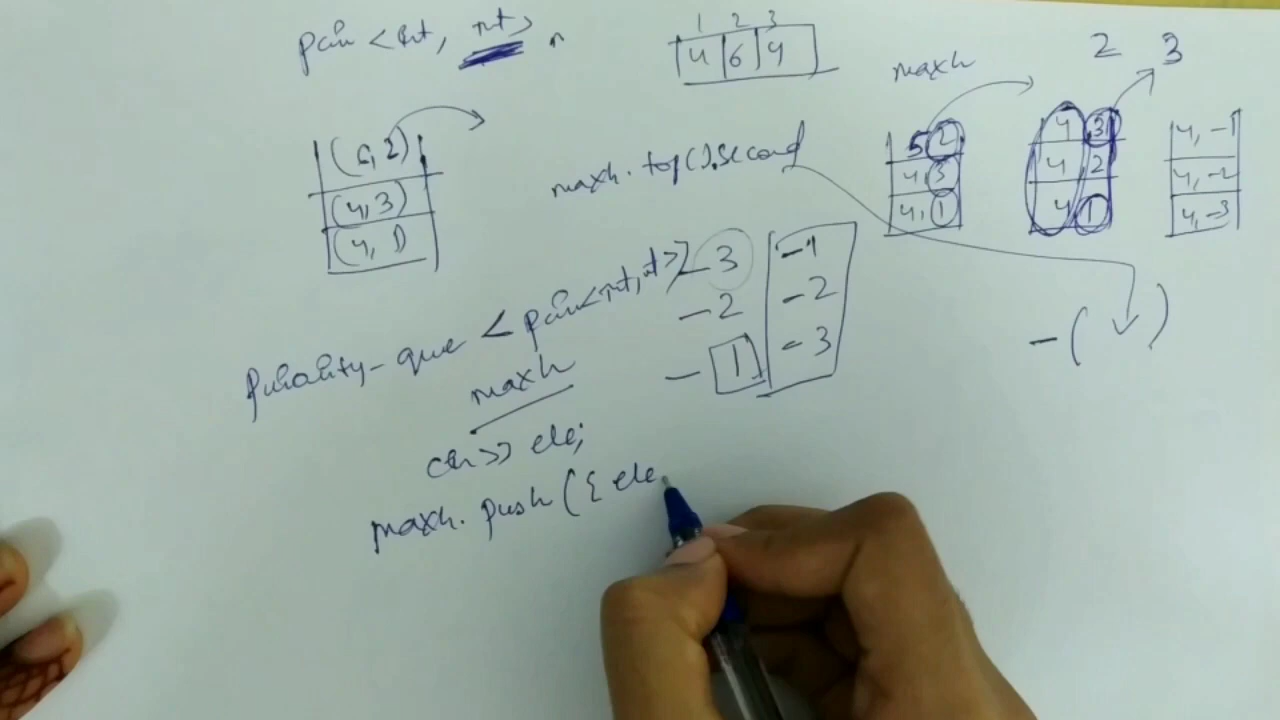 pair <int, int>
1 2 3
4 6 4
maxh
2 3
(6,2)
(4,3)
(4,1)
maxh.top().second
5 2
4,3
4,1
4 3
4 2
4 1
4,-1
4,-2
4,-3
priority-que <pair<int,int>>
maxh
-3
-2
-1
-1
-2
-3
-( )
cin>> ele;
maxh. push ({ele